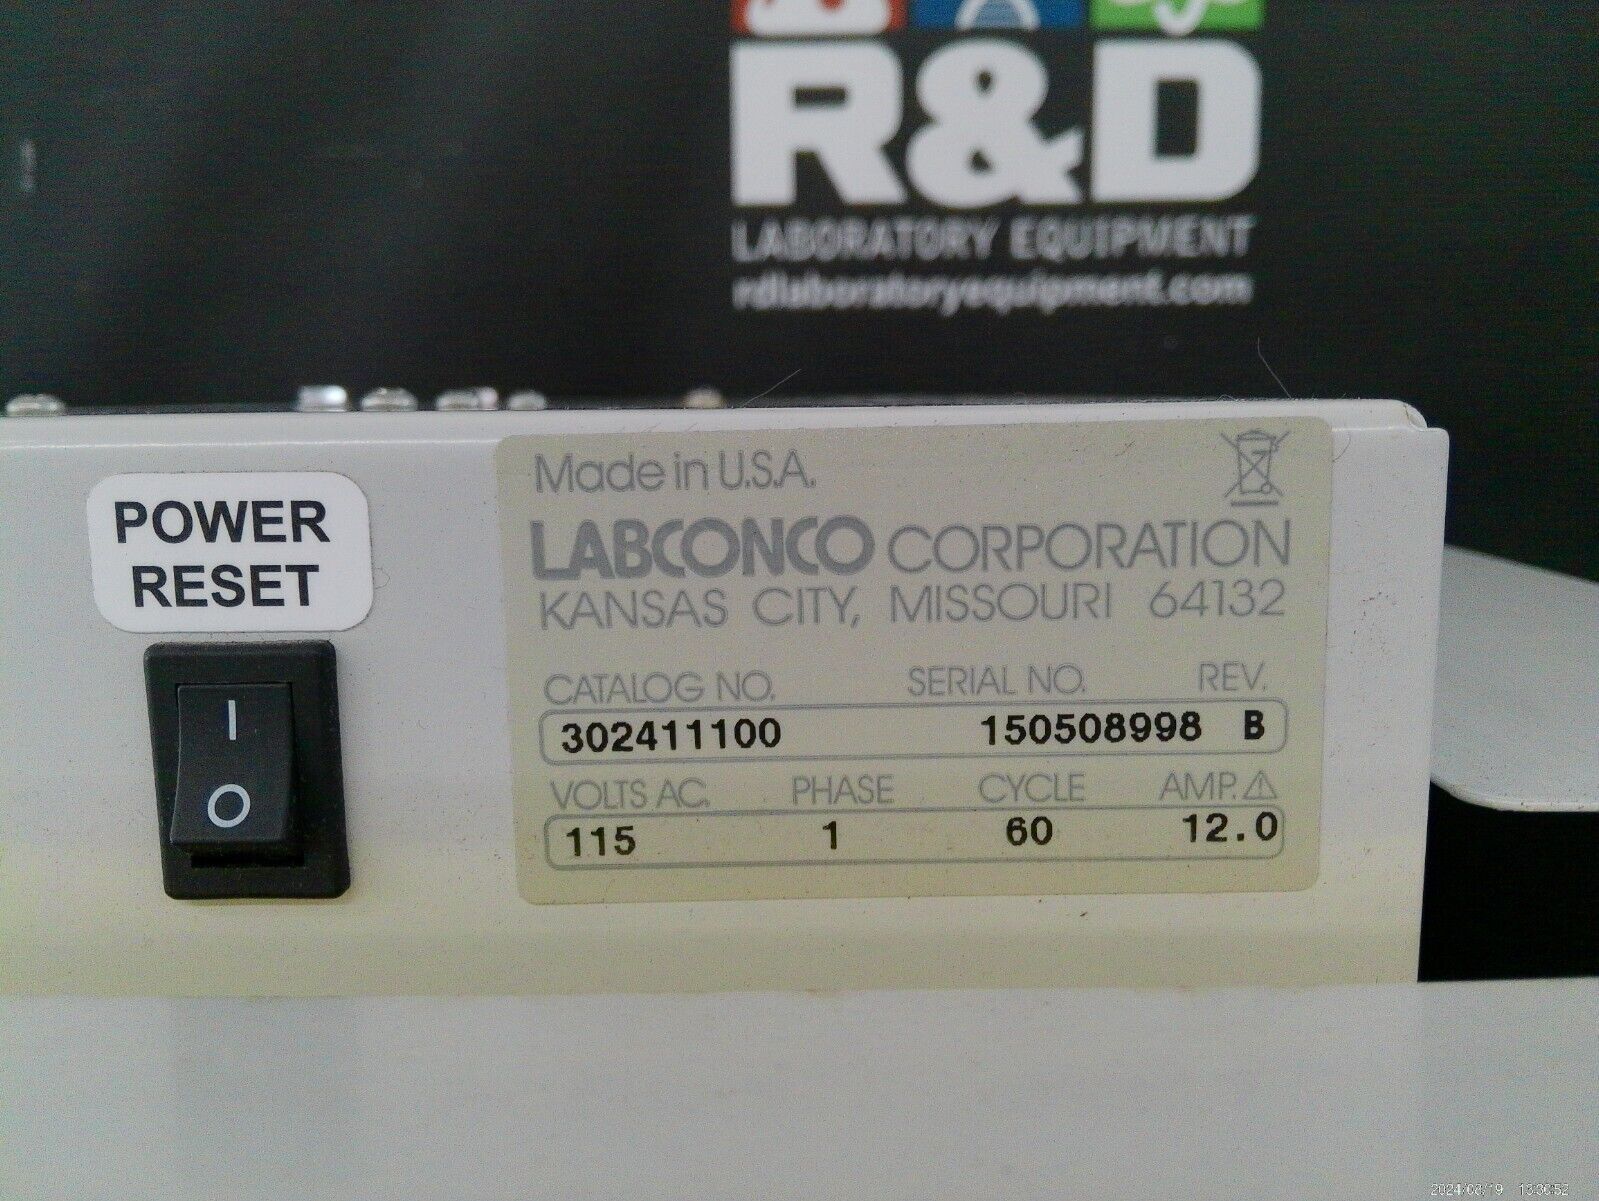 R&D
LABORATORY EQUIPMENT
rdlaboratoryequipment.com
POWER
RESET
I
O
Made in U.S.A.
LABCONCO CORPORATION
KANSAS CITY, MISSOURI 64132
CATALOG NO. SERIAL NO. REV.
302411100 150508998 B
VOLTS AC. PHASE CYCLE AMP.
115 1 60 12.0